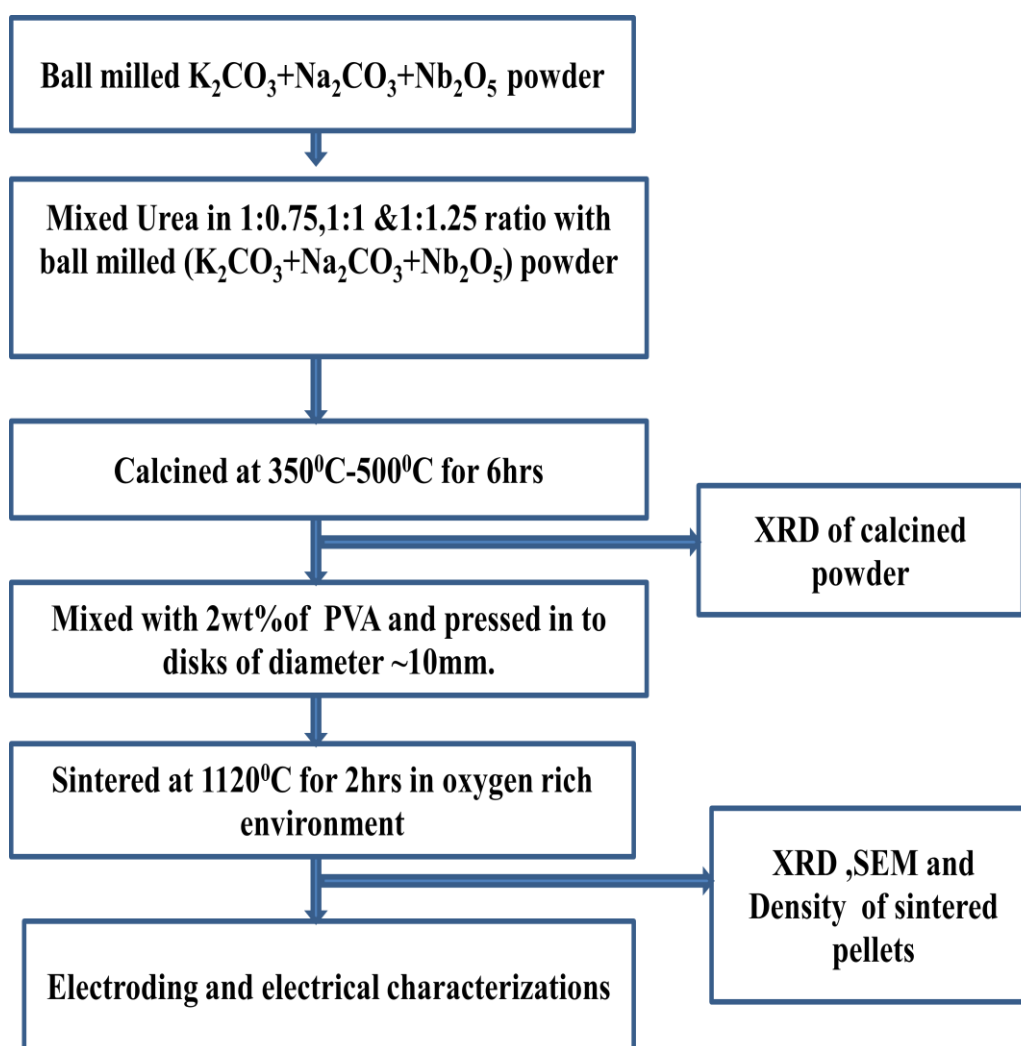 Ball milled K₂CO₃+Na₂CO₃+Nb₂O₅ powder
Mixed Urea in 1:0.75,1:1 &1:1.25 ratio with
ball milled (K₂CO₃+Na₂CO₃+Nb₂O₅) powder
Calcined at 350⁰C-500⁰C for 6hrs
XRD of calcined
powder
Mixed with 2wt%of PVA and pressed in to
disks of diameter ~10mm.
Sintered at 1120⁰C for 2hrs in oxygen rich
environment
XRD ,SEM and
Density of sintered
pellets
Electroding and electrical characterizations